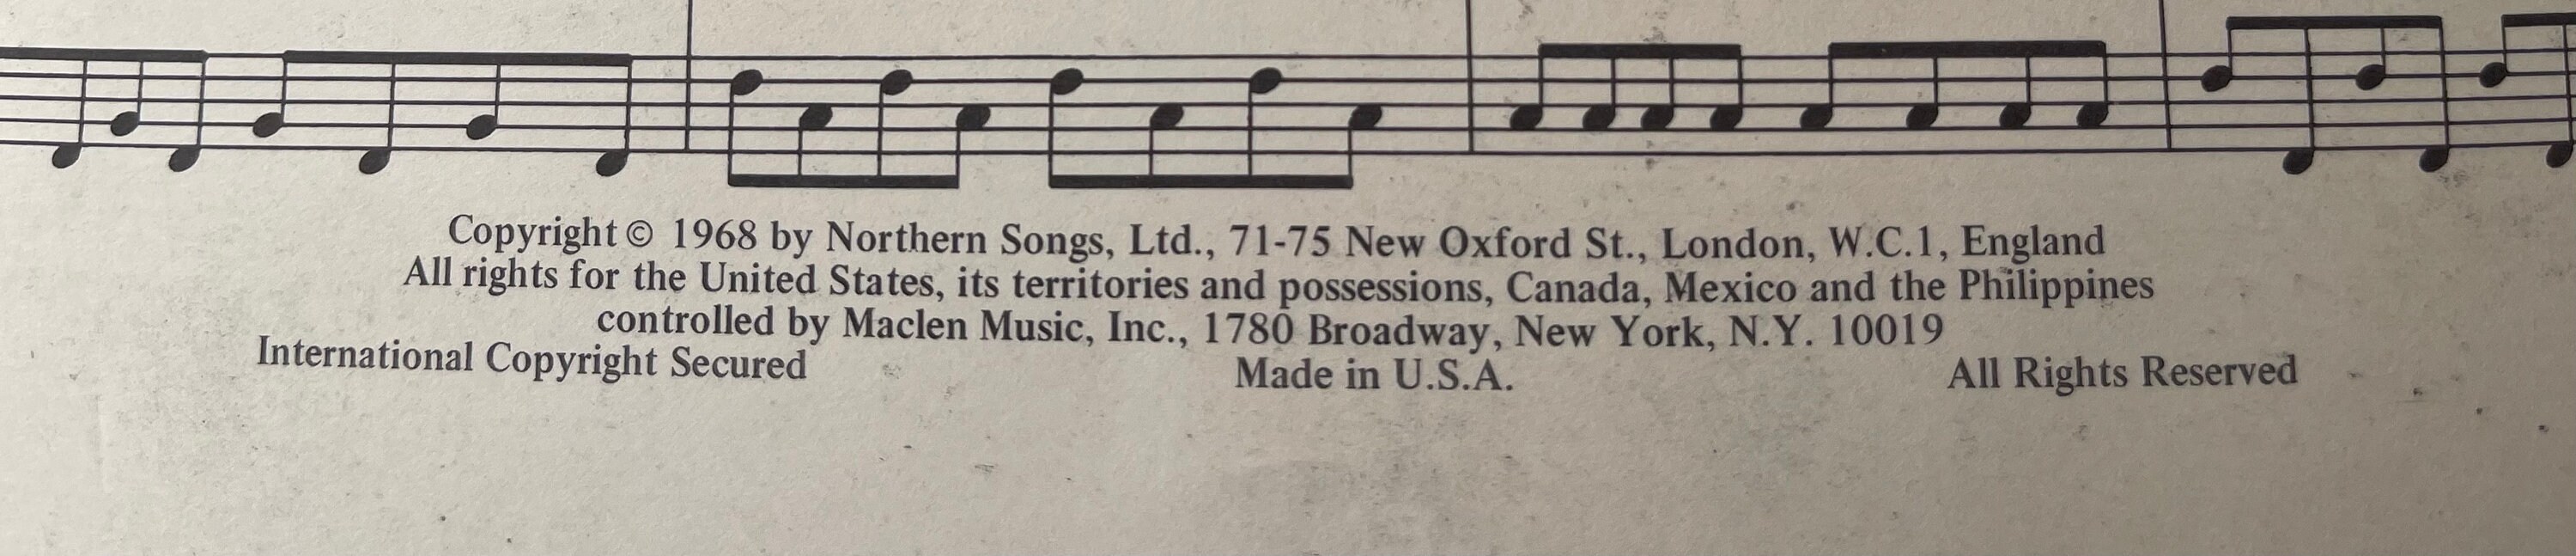 Copyright © 1968 by Northern Songs, Ltd., 71-75 New Oxford St., London, W.C.1, England
All rights for the United States, its territories and possessions, Canada, Mexico and the Philippines
controlled by Maclen Music, Inc., 1780 Broadway, New York, N.Y. 10019
International Copyright Secured Made in U.S.A. All Rights Reserved